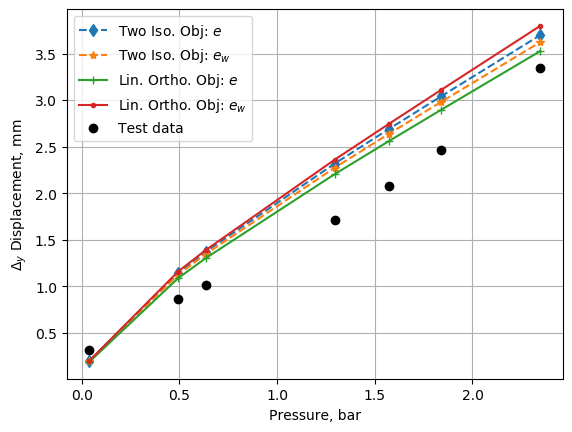 Two Iso. Obj: e
Two Iso. Obj: e_w
Lin. Ortho. Obj: e
Lin. Ortho. Obj: e_w
Test data
Δ_y Displacement, mm
3.5
3.0
2.5
2.0
1.5
1.0
0.5
0.0 0.5 1.0 1.5 2.0
Pressure, bar